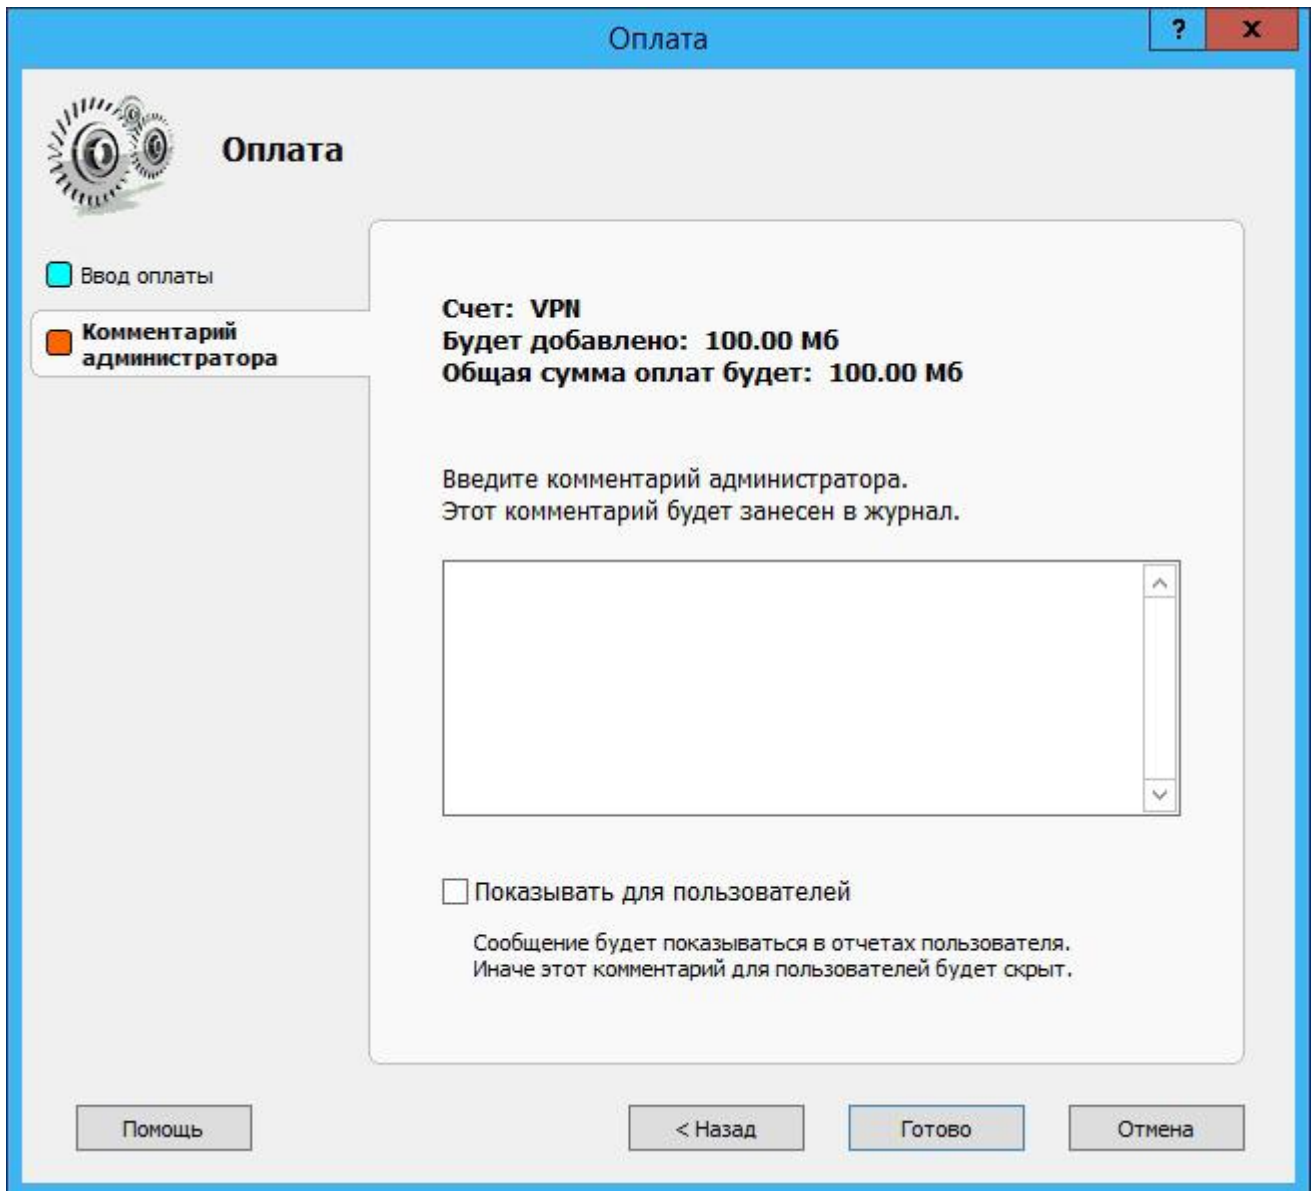 Оплата
?
x
Оплата
Ввод оплаты
Комментарий
администратора
Счет: VPN
Будет добавлено: 100.00 Мб
Общая сумма оплат будет: 100.00 Мб
Введите комментарий администратора.
Этот комментарий будет занесен в журнал.
Показывать для пользователей
Сообщение будет показываться в отчетах пользователя.
Иначе этот комментарий для пользователей будет скрыт.
Помощь
< Назад
Готово
Отмена